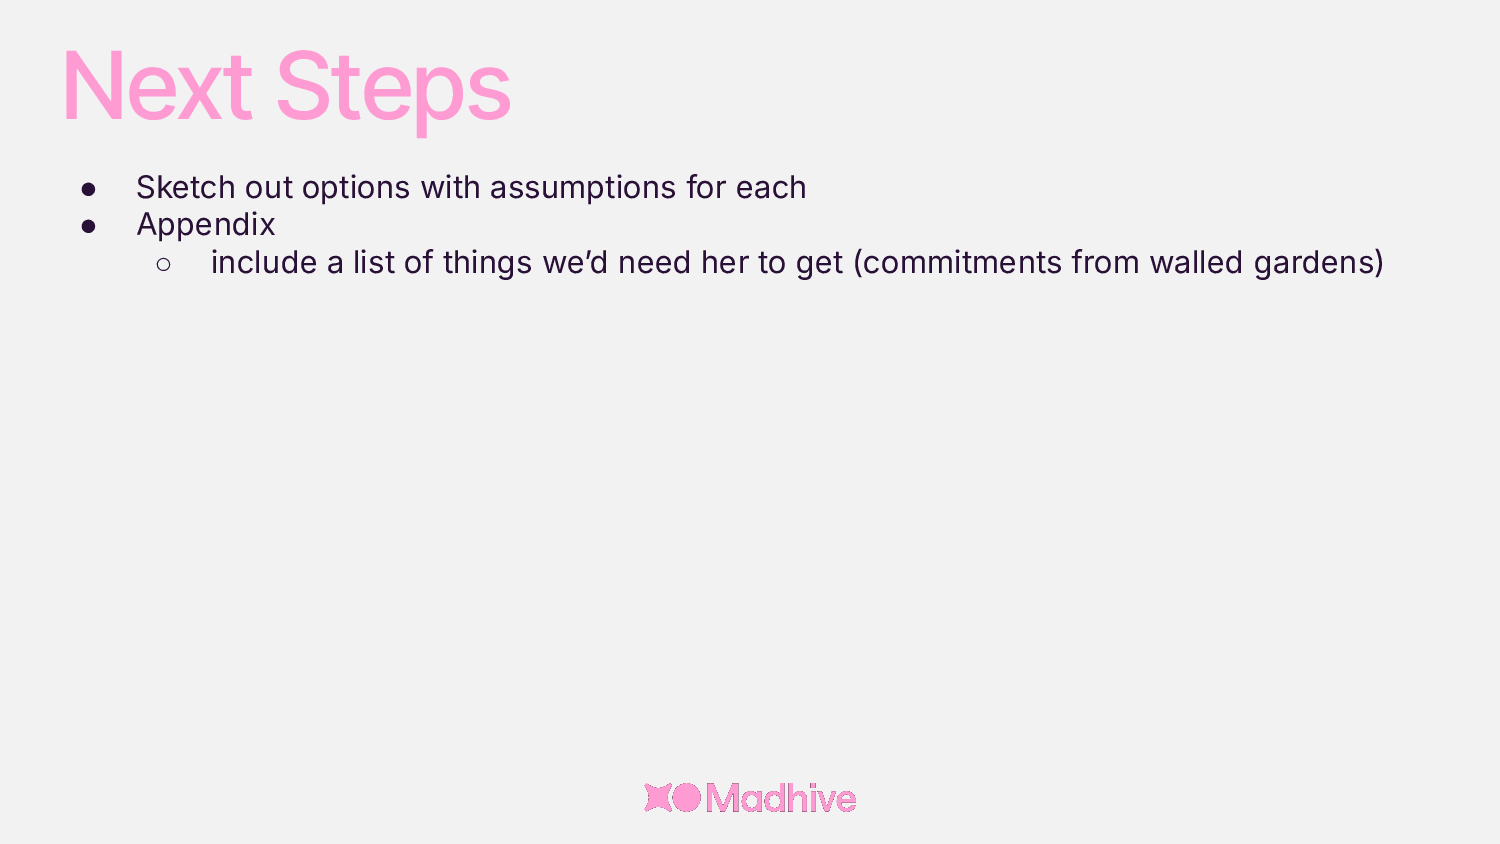 Next Steps
● Sketch out options with assumptions for each
● Appendix
○ include a list of things we’d need her to get (commitments from walled gardens)
Madhive